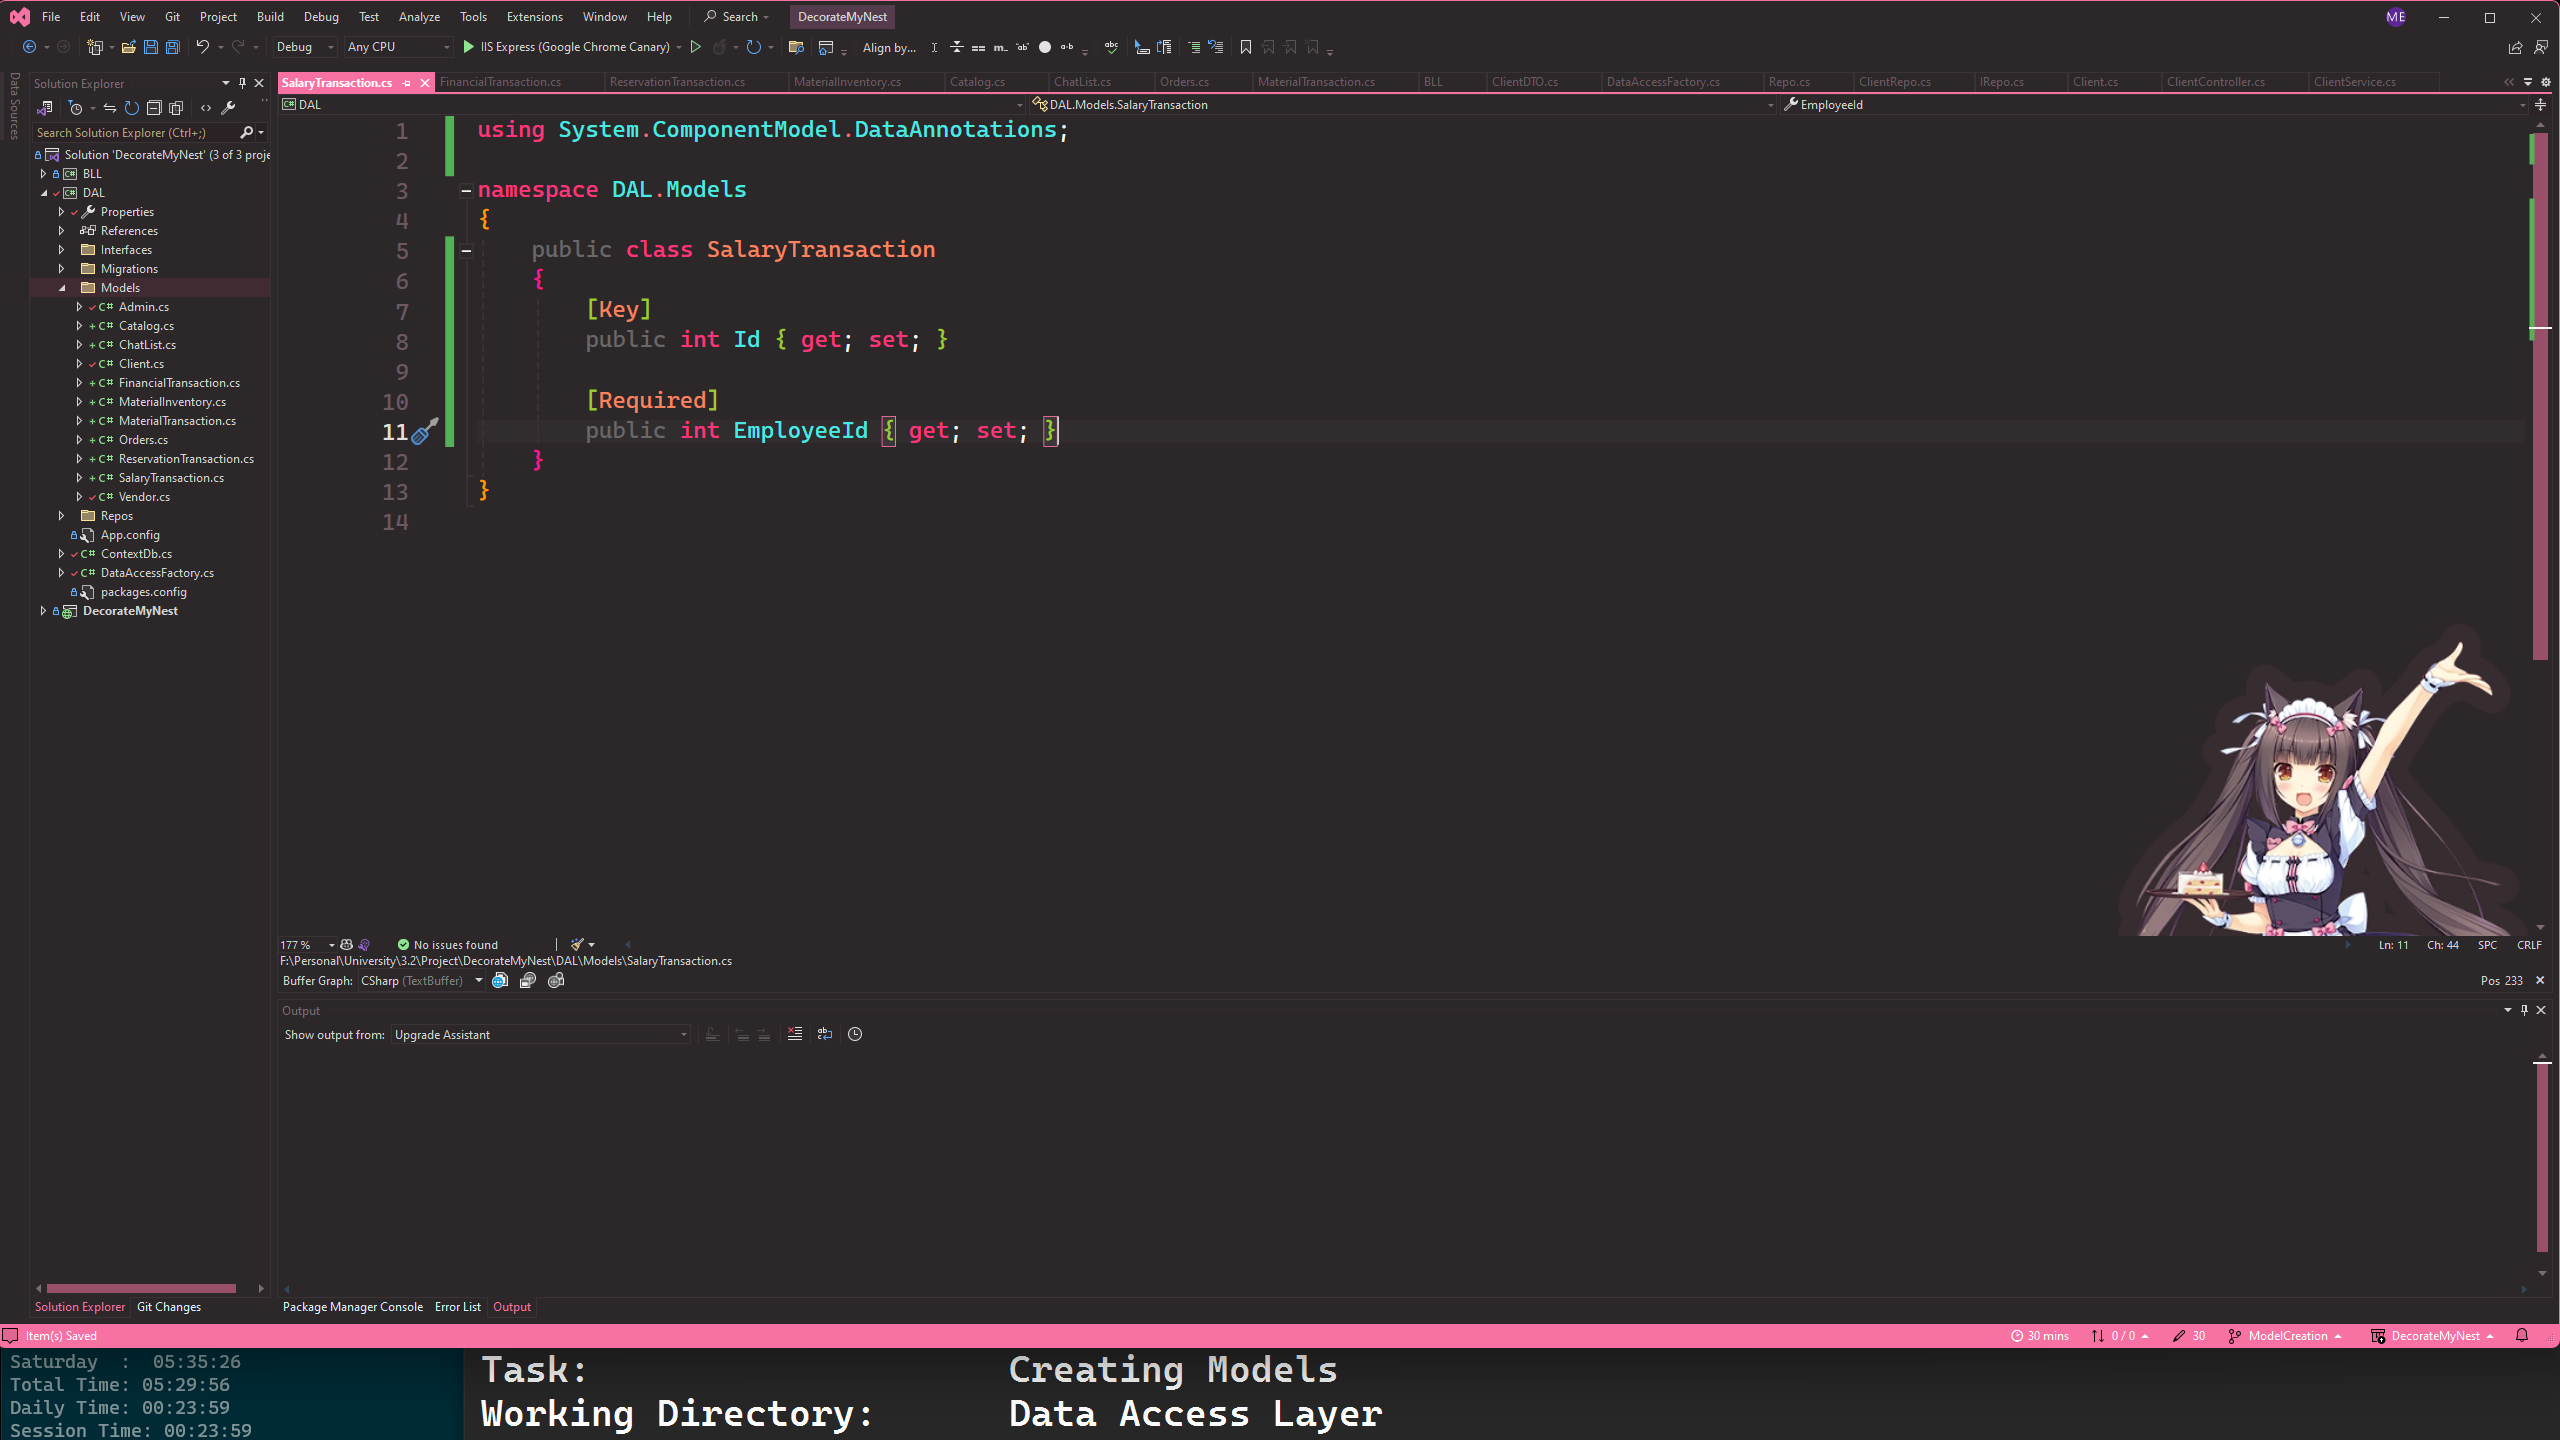 File Edit View Git Project Build Debug Test Analyze Tools Extensions Window Help Search DecorateMyNest ME
Debug Any CPU IIS Express (Google Chrome Canary) Align by...
Data Sources
Solution Explorer
Search Solution Explorer (Ctrl+;)
Solution 'DecorateMyNest' (3 of 3 proje
BLL
DAL
Properties
References
Interfaces
Migrations
Models
C# Admin.cs
C# Catalog.cs
C# ChatList.cs
C# Client.cs
C# FinancialTransaction.cs
C# MaterialInventory.cs
C# MaterialTransaction.cs
C# Orders.cs
C# ReservationTransaction.cs
C# SalaryTransaction.cs
C# Vendor.cs
Repos
App.config
C# ContextDb.cs
C# DataAccessFactory.cs
packages.config
DecorateMyNest
Solution Explorer Git Changes
SalaryTransaction.cs FinancialTransaction.cs ReservationTransaction.cs MaterialInventory.cs Catalog.cs ChatList.cs Orders.cs MaterialTransaction.cs BLL ClientDTO.cs DataAccessFactory.cs Repo.cs ClientRepo.cs IRepo.cs Client.cs ClientController.cs ClientService.cs
DAL DAL.Models.SalaryTransaction EmployeeId
1 using System.ComponentModel.DataAnnotations;
2
3 namespace DAL.Models
4 {
5 public class SalaryTransaction
6 {
7 [Key]
8 public int Id { get; set; }
9
10 [Required]
11 public int EmployeeId { get; set; }
12 }
13 }
14
177 % No issues found Ln: 11 Ch: 44 SPC CRLF
F:\Personal\University\3.2\Project\DecorateMyNest\DAL\Models\SalaryTransaction.cs
Buffer Graph: CSharp (TextBuffer) Pos 233
Output
Show output from: Upgrade Assistant
Package Manager Console Error List Output
Item(s) Saved 30 mins 0 / 0 30 ModelCreation DecorateMyNest
Saturday : 05:35:26
Total Time: 05:29:56
Daily Time: 00:23:59
Session Time: 00:23:59
Task: Creating Models
Working Directory: Data Access Layer